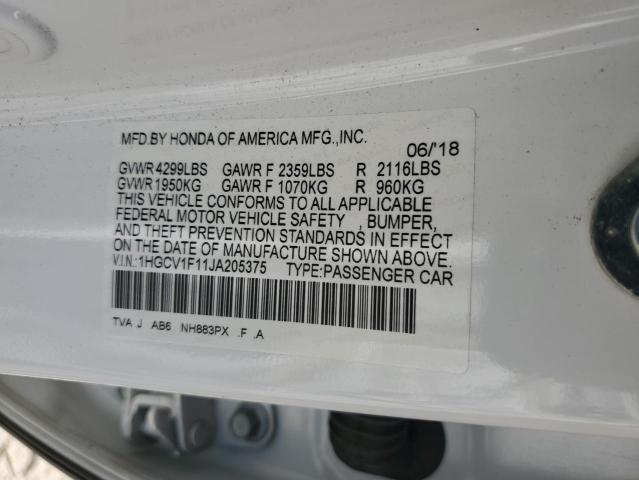 MFD.BY HONDA OF AMERICA MFG.,INC. 06/'18
GVWR 4299LBS GAWR F 2359LBS R 2116LBS
GVWR 1950KG GAWR F 1070KG R 960KG
THIS VEHICLE CONFORMS TO ALL APPLICABLE
FEDERAL MOTOR VEHICLE SAFETY , BUMPER,
AND THEFT PREVENTION STANDARDS IN EFFECT
ON THE DATE OF MANUFACTURE SHOWN ABOVE.
V.I.N.:1HGCV1F11JA205375 TYPE:PASSENGER CAR
TVA J AB6 NH883PX .F .A